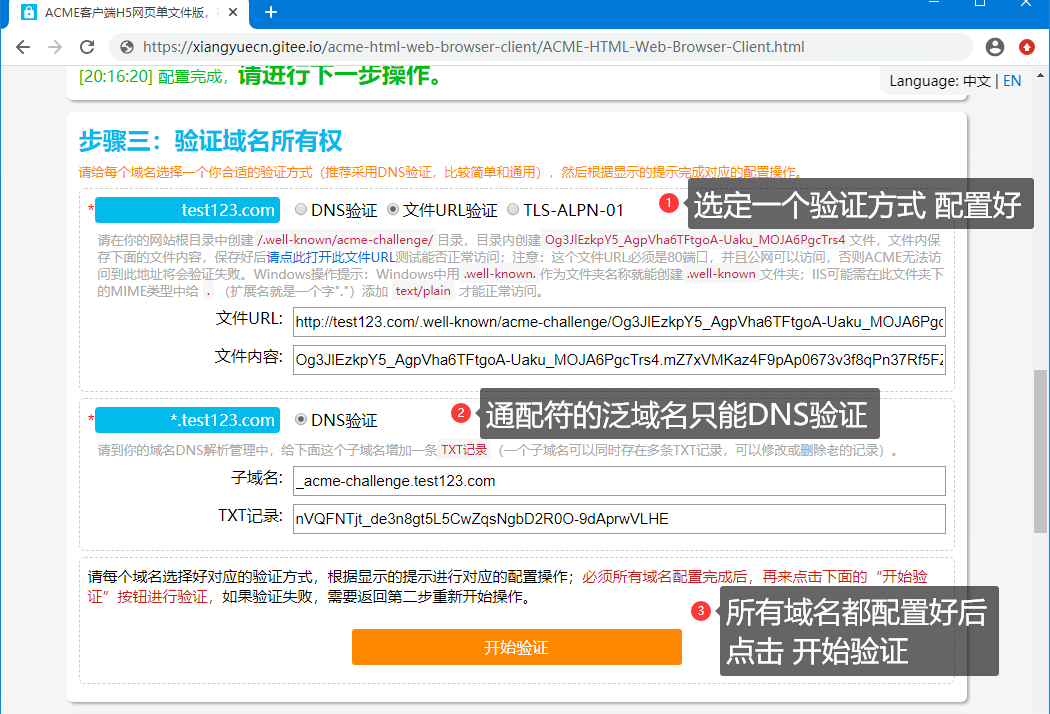 ACME客户端H5网页单文件版，
https://xiangyuecn.gitee.io/acme-html-web-browser-client/ACME-HTML-Web-Browser-Client.html
[20:16:20] 配置完成，请进行下一步操作。
Language: 中文 | EN
步骤三：验证域名所有权
请给每个域名选择一个你合适的验证方式（推荐采用DNS验证，比较简单和通用），然后根据显示的提示完成对应的配置操作。
1 选定一个验证方式 配置好
*test123.com DNS验证 文件URL验证 TLS-ALPN-01
请在你的网站根目录中创建 /.well-known/acme-challenge/ 目录，目录内创建 Og3JlEzkpY5_AgpVha6TFtgoA-Uaku_MOJA6PgcTrs4 文件，文件内保
存下面的文件内容，保存好后请点此打开此文件URL测试能否正常访问；注意：这个文件URL必须是80端口，并且公网可以访问，否则ACME无法访
问到此地址将会验证失败。Windows操作提示：Windows中用 .well-known. 作为文件夹名称就能创建 .well-known 文件夹；IIS可能需在此文件夹下
的MIME类型中给 . （扩展名就是一个字"."）添加 text/plain 才能正常访问。
文件URL: http://test123.com/.well-known/acme-challenge/Og3JlEzkpY5_AgpVha6TFtgoA-Uaku_MOJA6Pgc
文件内容: Og3JlEzkpY5_AgpVha6TFtgoA-Uaku_MOJA6PgcTrs4.mZ7xVMKaz4F9pAp0673v3f8qPn37Rf5F
*.test123.com DNS验证
2 通配符的泛域名只能DNS验证
请到你的域名DNS解析管理中，给下面这个子域名增加一条 TXT记录 （一个子域名可以同时存在多条TXT记录，可以修改或删除老的记录）。
子域名: _acme-challenge.test123.com
TXT记录: nVQFNTjt_de3n8gt5L5CwZqsNgbD2R0O-9dAprwVLHE
请每个域名选择好对应的验证方式，根据显示的提示进行对应的配置操作；必须所有域名配置完成后，再来点击下面的“开始验
证”按钮进行验证，如果验证失败，需要返回第二步重新开始操作。
3 所有域名都配置好后
点击 开始验证
开始验证